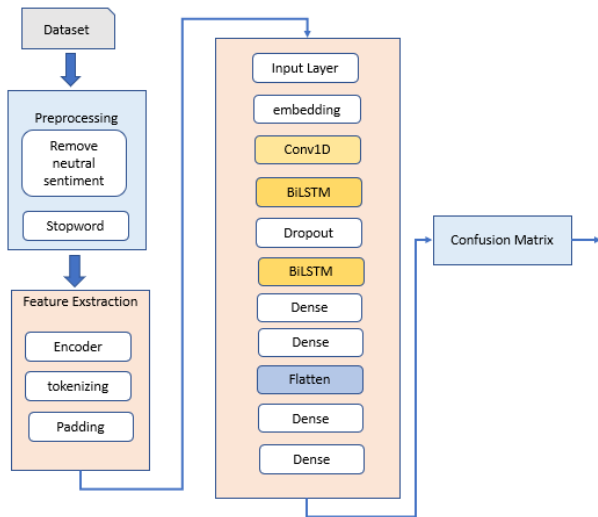 Dataset
Preprocessing
Remove
neutral
sentiment
Stopword
Feature Exstraction
Encoder
tokenizing
Padding
Input Layer
embedding
Conv1D
BiLSTM
Dropout
BiLSTM
Dense
Dense
Flatten
Dense
Dense
Confusion Matrix